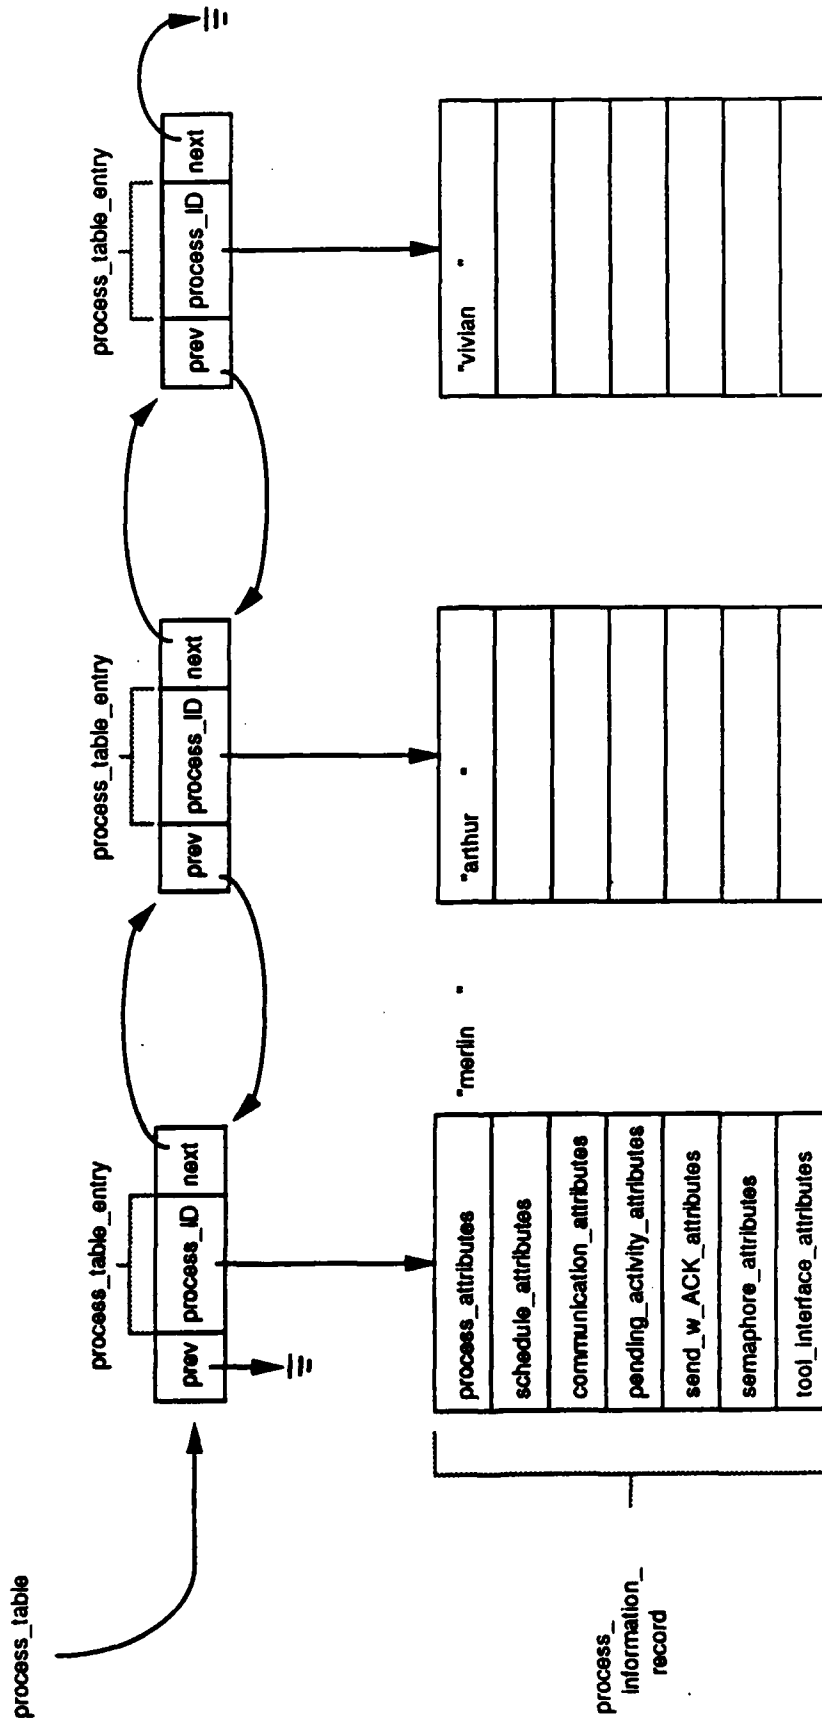 process_table
process_table_entry
prev process_ID next
process_table_entry
prev process_ID next
process_table_entry
prev process_ID next
process_
information_
record
process_attributes
schedule_attributes
communication_attributes
pending_activity_attributes
send_w_ACK_attributes
semaphore_attributes
tool_interface_attributes
"merlin "
"arthur "
"vivian "